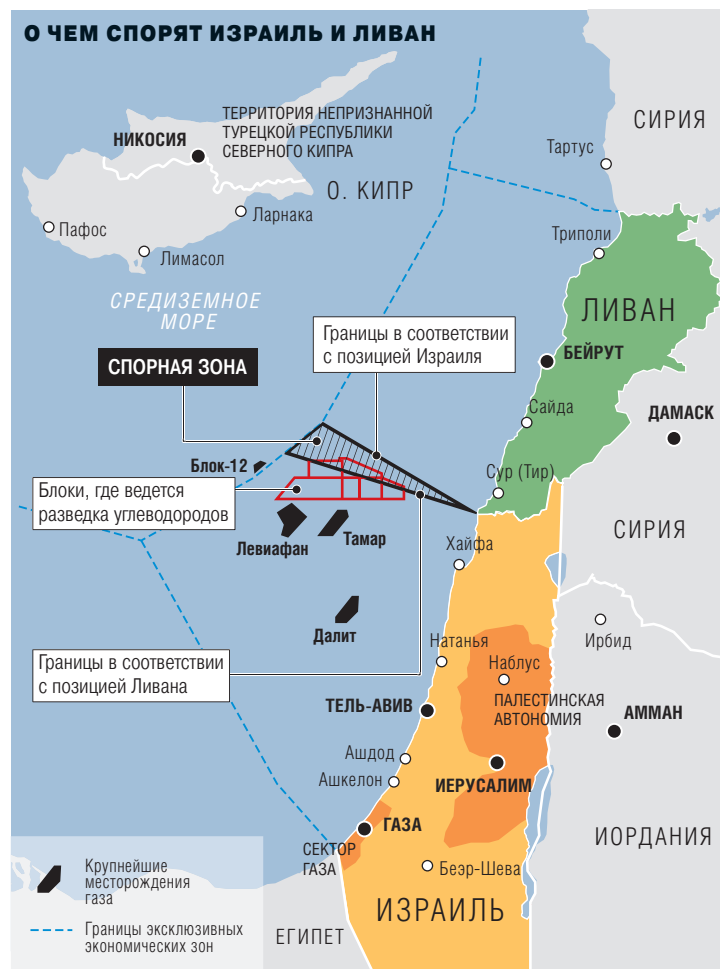 О ЧЕМ СПОРЯТ ИЗРАИЛЬ И ЛИВАН
ТЕРРИТОРИЯ НЕПРИЗНАННОЙ
ТУРЕЦКОЙ РЕСПУБЛИКИ
СЕВЕРНОГО КИПРА
НИКОСИЯ
СИРИЯ
Тартус
О. КИПР
Ларнака
Пафос
Лимасол
Триполи
СРЕДИЗЕМНОЕ
МОРЕ
ЛИВАН
Границы в соответствии
с позицией Израиля
СПОРНАЯ ЗОНА
БЕЙРУТ
Сайда
ДАМАСК
Блок-12
Сур (Тир)
Блоки, где ведется
разведка углеводородов
Левиафан
Тамар
СИРИЯ
Хайфа
Далит
Ирбид
Натанья
Наблус
Границы в соответствии
с позицией Ливана
ПАЛЕСТИНСКАЯ
АВТОНОМИЯ
ТЕЛЬ-АВИВ
АММАН
Ашдод
Ашкелон
ИЕРУСАЛИМ
ГАЗА
СЕКТОР
ГАЗА
ИОРДАНИЯ
Беэр-Шева
ИЗРАИЛЬ
ЕГИПЕТ
Крупнейшие
месторождения
газа
Границы эксклюзивных
экономических зон